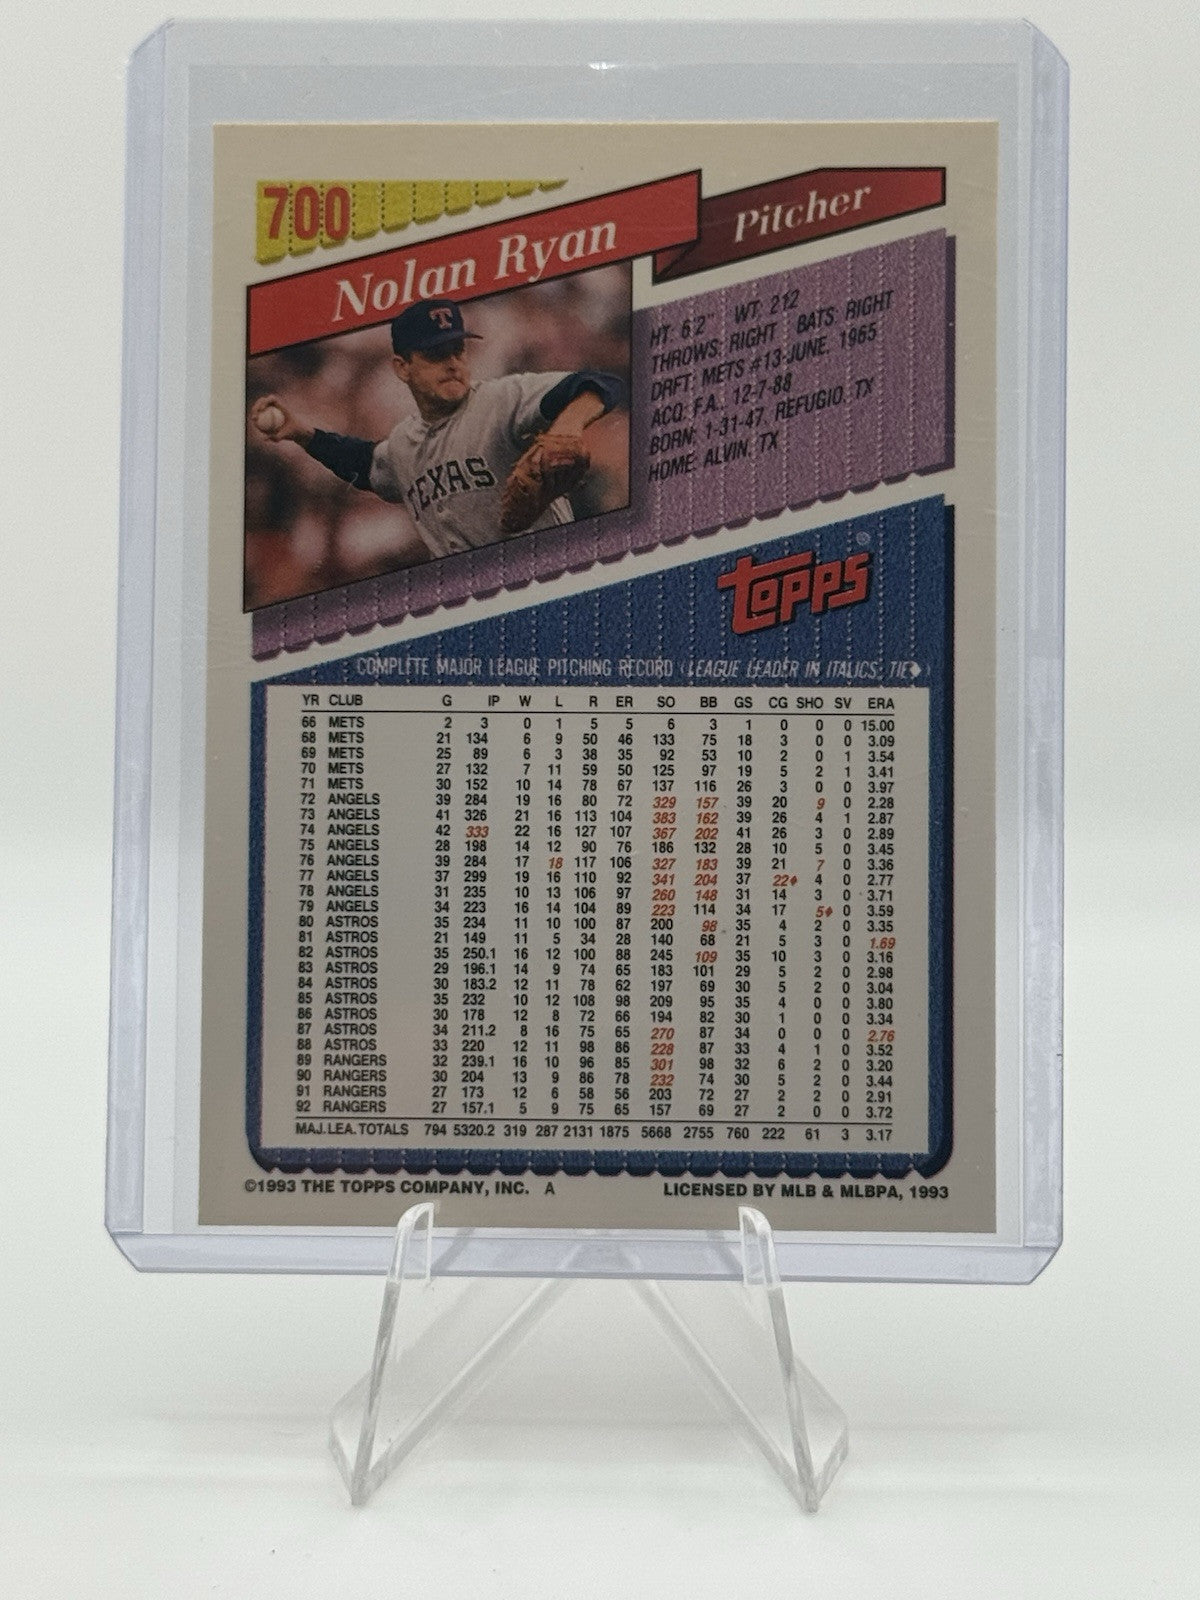 700
Nolan Ryan
Pitcher
HT: 6'2" WT: 212
THROWS: RIGHT BATS: RIGHT
DRFT: METS #13-JUNE, 1965
ACQ: F.A., 12-7-88
BORN: 1-31-47, REFUGIO, TX
HOME: ALVIN, TX
T
TEXAS
TOPPS®
COMPLETE MAJOR LEAGUE PITCHING RECORD (LEAGUE LEADER IN ITALICS, TIE♦)
YR CLUB G IP W L R ER SO BB GS CG SHO SV ERA
66 METS 2 3 0 1 5 5 6 3 1 0 0 0 15.00
68 METS 21 134 6 9 50 46 133 75 18 3 0 0 3.09
69 METS 25 89 6 3 38 35 92 53 10 2 0 1 3.54
70 METS 27 132 7 11 59 50 125 97 19 5 2 1 3.41
71 METS 30 152 10 14 78 67 137 116 26 3 0 0 3.97
72 ANGELS 39 284 19 16 80 72 329 157 39 20 9 0 2.28
73 ANGELS 41 326 21 16 113 104 383 162 39 26 4 1 2.87
74 ANGELS 42 333 22 16 127 107 367 202 41 26 3 0 2.89
75 ANGELS 28 198 14 12 90 76 186 132 28 10 5 0 3.45
76 ANGELS 39 284 17 18 117 106 327 183 39 21 7 0 3.36
77 ANGELS 37 299 19 16 110 92 341 204 37 22♦ 4 0 2.77
78 ANGELS 31 235 10 13 106 97 260 148 31 14 3 0 3.71
79 ANGELS 34 223 16 14 104 89 223 114 34 17 5♦ 0 3.59
80 ASTROS 35 234 11 10 100 87 200 98 35 4 2 0 3.35
81 ASTROS 21 149 11 5 34 28 140 68 21 5 3 0 1.69
82 ASTROS 35 250.1 16 12 100 88 245 109 35 10 3 0 3.16
83 ASTROS 29 196.1 14 9 74 65 183 101 29 5 2 0 2.98
84 ASTROS 30 183.2 12 11 78 62 197 69 30 5 2 0 3.04
85 ASTROS 35 232 10 12 108 98 209 95 35 4 0 0 3.80
86 ASTROS 30 178 12 8 72 66 194 82 30 1 0 0 3.34
87 ASTROS 34 211.2 8 16 75 65 270 87 34 0 0 0 2.76
88 ASTROS 33 220 12 11 98 86 228 87 33 4 1 0 3.52
89 RANGERS 32 239.1 16 10 96 85 301 98 32 6 2 0 3.20
90 RANGERS 30 204 13 9 86 78 232 74 30 5 2 0 3.44
91 RANGERS 27 173 12 6 58 56 203 72 27 2 2 0 2.91
92 RANGERS 27 157.1 5 9 75 65 157 69 27 2 0 0 3.72
MAJ.LEA.TOTALS 794 5320.2 319 287 2131 1875 5668 2755 760 222 61 3 3.17
©1993 THE TOPPS COMPANY, INC. A
LICENSED BY MLB & MLBPA, 1993